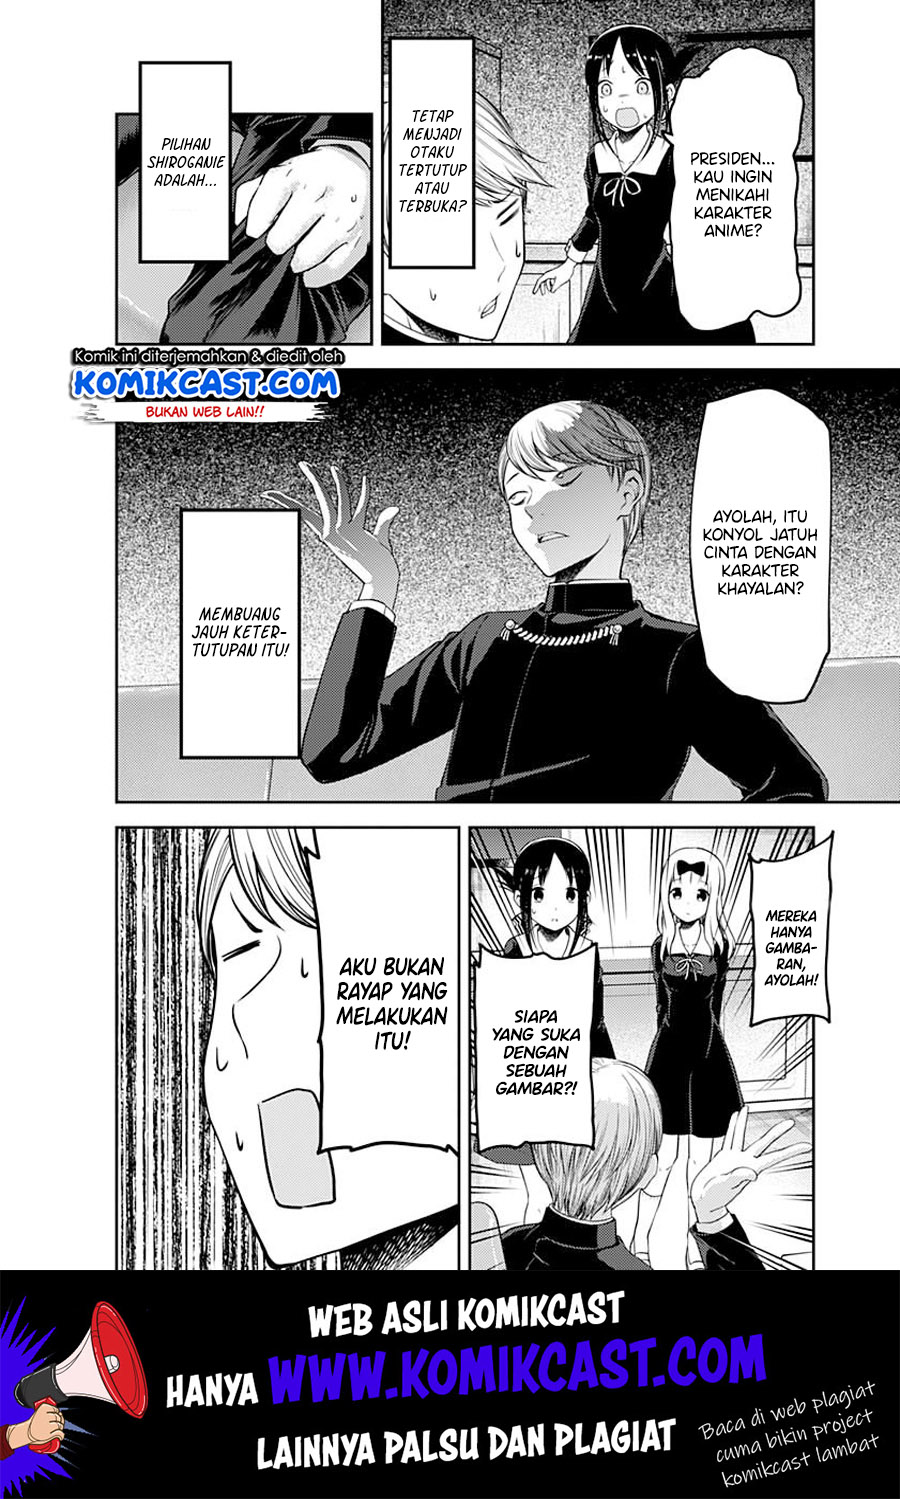 PRESIDEN...
KAU INGIN
MENIKAHI
KARAKTER
ANIME?
TETAP
MENJADI
OTAKU
TERTUTUP
ATAU
TERBUKA?
PILIHAN
SHIROGANIE
ADALAH...
Komik ini diterjemahkan & diedit oleh
KOMIKCAST.COM
BUKAN WEB LAIN!!
AYOLAH, ITU
KONYOL JATUH
CINTA DENGAN
KARAKTER
KHAYALAN?
MEMBUANG
JAUH KETER-
TUTUPAN ITU!
MEREKA
HANYA
GAMBA-
RAN,
AYOLAH!
SIAPA
YANG SUKA
DENGAN
SEBUAH
GAMBAR?!
AKU BUKAN
RAYAP YANG
MELAKUKAN
ITU!
WEB ASLI KOMIKCAST
HANYA WWW.KOMIKCAST.COM
LAINNYA PALSU DAN PLAGIAT
Baca di web plagiat
cuma bikin project
komikcast lambat